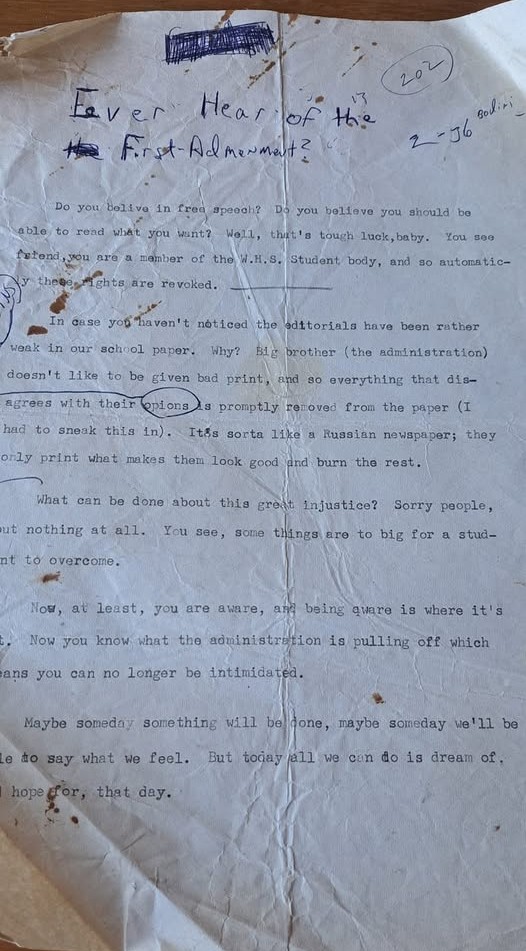 202
Eever Hear of the
First Admenment?
2-J6
Do you belive in free speech? Do you believe you should be
able to read what you want? Well, that's tough luck,baby. You see
friend,you are a member of the W.H.S. Student body, and so automatic-
ly these rights are revoked.
In case you haven't noticed the editorials have been rather
weak in our school paper. Why? Big brother (the administration)
doesn't like to be given bad print, and so everything that dis-
agrees with their opions is promptly removed from the paper (I
had to sneak this in). It's sorta like a Russian newspaper; they
only print what makes them look good and burn the rest.
What can be done about this great injustice? Sorry people,
ut nothing at all. You see, some things are to big for a stud-
nt to overcome.
Now, at least, you are aware, and being aware is where it's
t. Now you know what the administration is pulling off which
eans you can no longer be intimidated.
Maybe someday something will be done, maybe someday we'll be
le to say what we feel. But today all we can do is dream of,
hope for, that day.